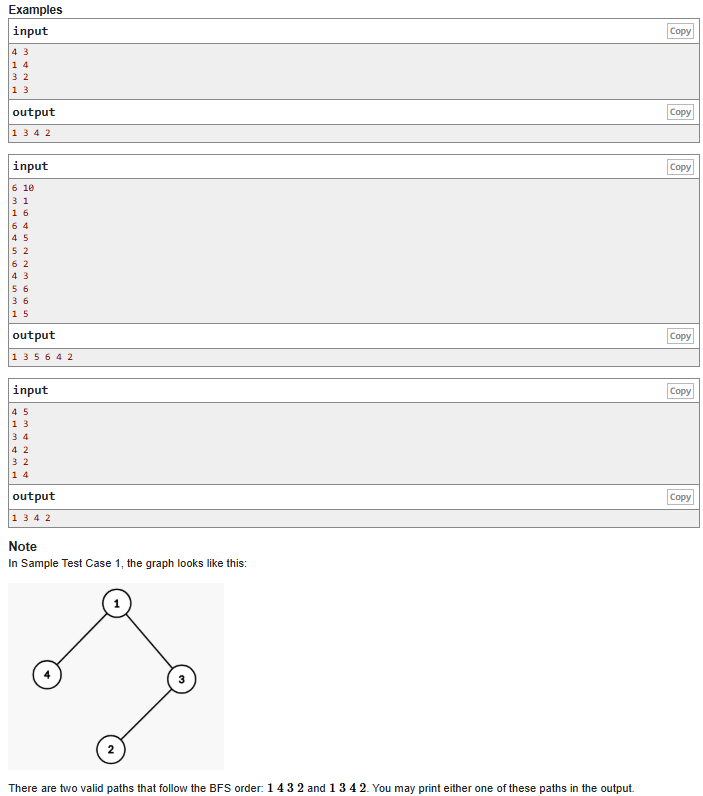 Examples
input
Copy
4 3
1 4
3 2
1 3
output
Copy
1 3 4 2
input
Copy
6 10
3 1
1 6
6 4
4 5
5 2
6 2
4 3
5 6
3 6
1 5
output
Copy
1 3 5 6 4 2
input
Copy
4 5
1 3
3 4
4 2
3 2
1 4
output
Copy
1 3 4 2
Note
In Sample Test Case 1, the graph looks like this:
1
4
3
2
There are two valid paths that follow the BFS order: 1 4 3 2 and 1 3 4 2. You may print either one of these paths in the output.